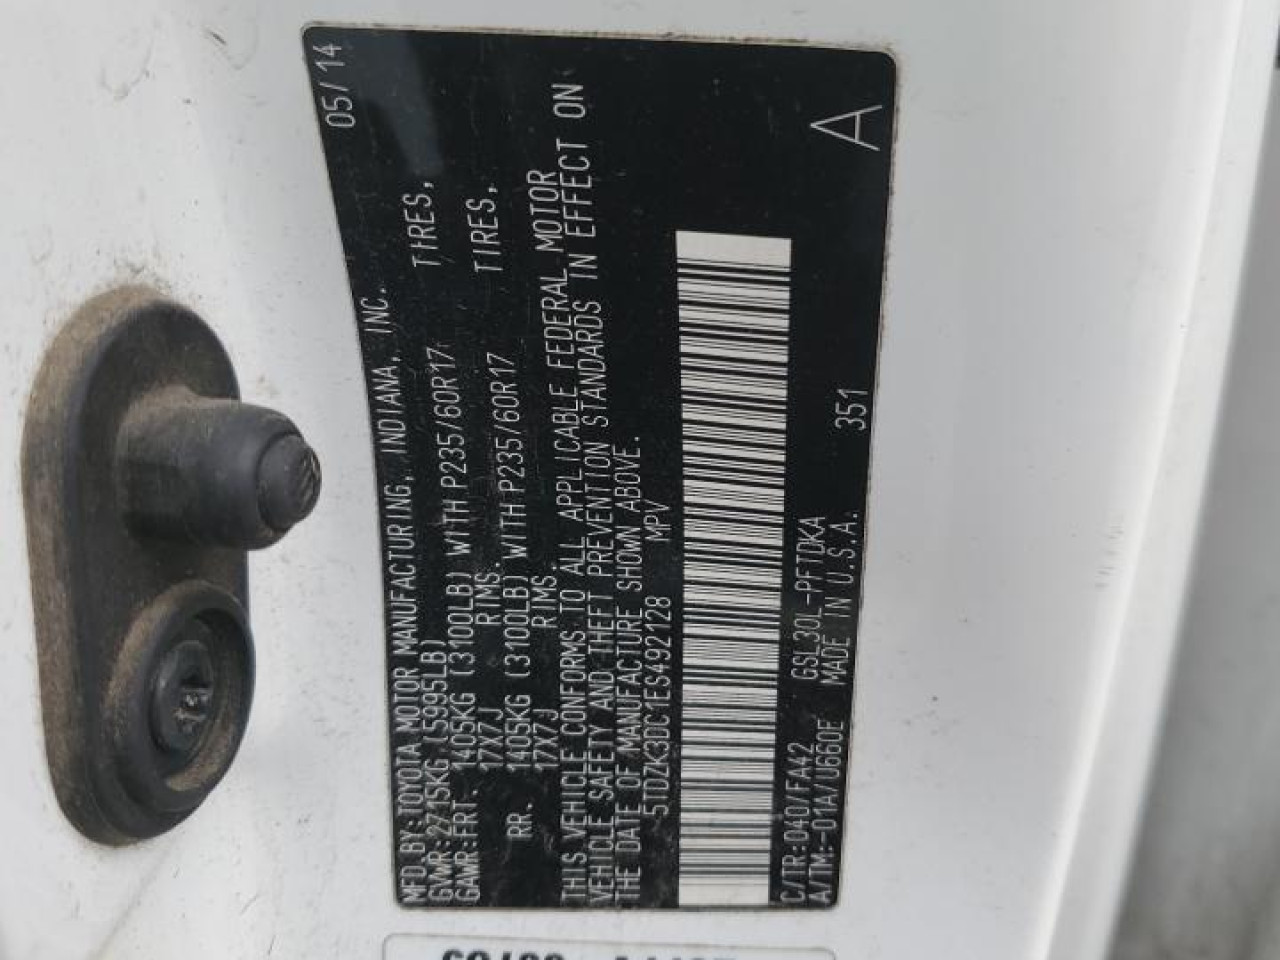 MFD.BY:TOYOTA MOTOR MANUFACTURING, INDIANA, INC. 05/14
GVWR:2715KG (5995LB)
GAWR:FRT. 1405KG (3100LB) WITH P235/60R17 TIRES,
17X7J RIMS.
RR. 1405KG (3100LB) WITH P235/60R17 TIRES,
17X7J RIMS.
THIS VEHICLE CONFORMS TO ALL APPLICABLE FEDERAL MOTOR
VEHICLE SAFETY AND THEFT PREVENTION STANDARDS IN EFFECT ON
THE DATE OF MANUFACTURE SHOWN ABOVE.
5TDZK3DC1ES492128 MPV
C/TR:040/FA42 GSL30L-PFTDKA 351
A/TM:-01A/U660E MADE IN U.S.A.
A